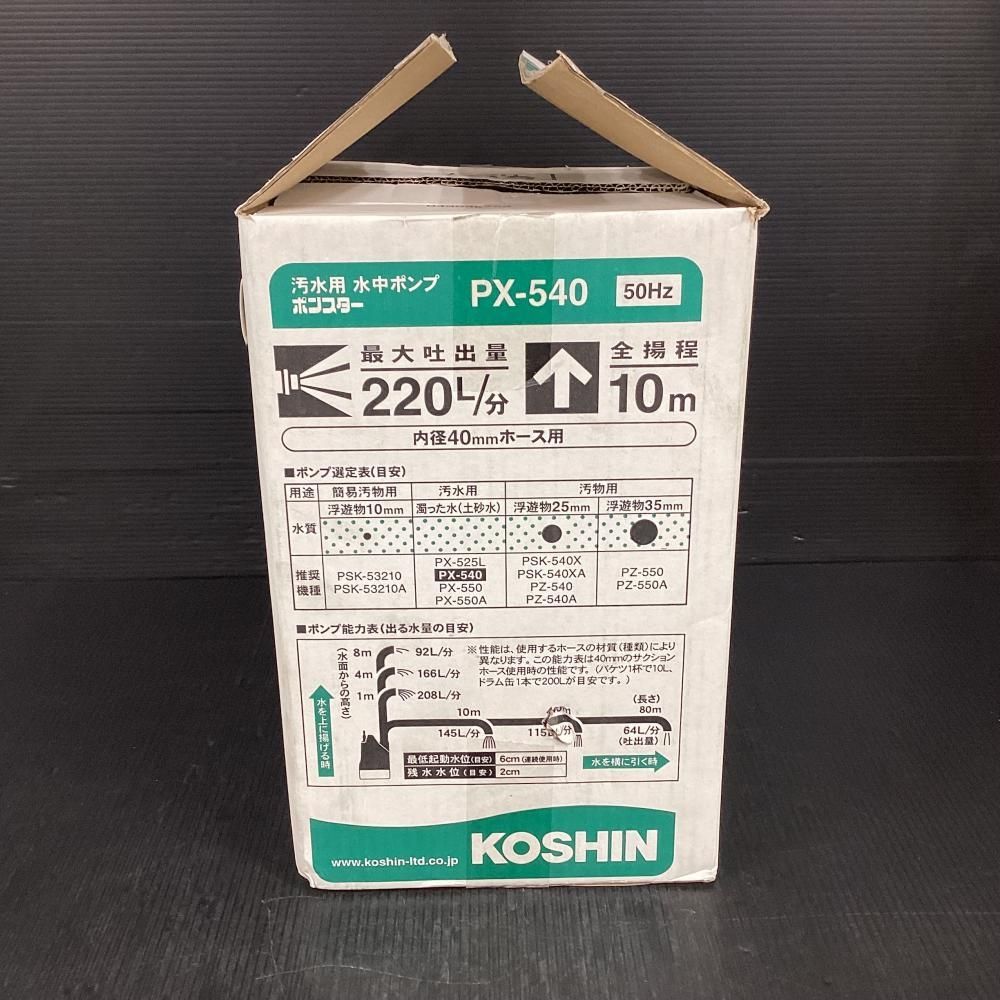 汚水用 水中ポンプ
ポンスター
PX-540
50Hz
最大吐出量
220L/分
全揚程
10m
内径40mmホース用
■ポンプ選定表(目安)
用途 簡易汚物用 汚水用 汚物用
水質 浮遊物10mm 濁った水(土砂水) 浮遊物25mm 浮遊物35mm
推奨機種
PSK-53210
PSK-53210A
PX-525L
PX-540
PX-550
PX-550A
PSK-540X
PSK-540XA
PZ-540
PZ-540A
PZ-550
PZ-550A
■ポンプ能力表(出る水量の目安)
(水面からの高さ)
水を上に揚げる時
8m 92L/分
4m 166L/分
1m 208L/分
※性能は、使用するホースの材質(種類)により
異なります。この能力表は40mmのサクション
ホース使用時の性能です。(バケツ1杯で10L、
ドラム缶1本で200Lが目安です。)
(長さ)
10m 80m
145L/分 64L/分
(吐出量)
最低起動水位(目安) 6cm(連続使用時)
残水水位(目安) 2cm
水を横に引く時
www.koshin-ltd.co.jp
KOSHIN